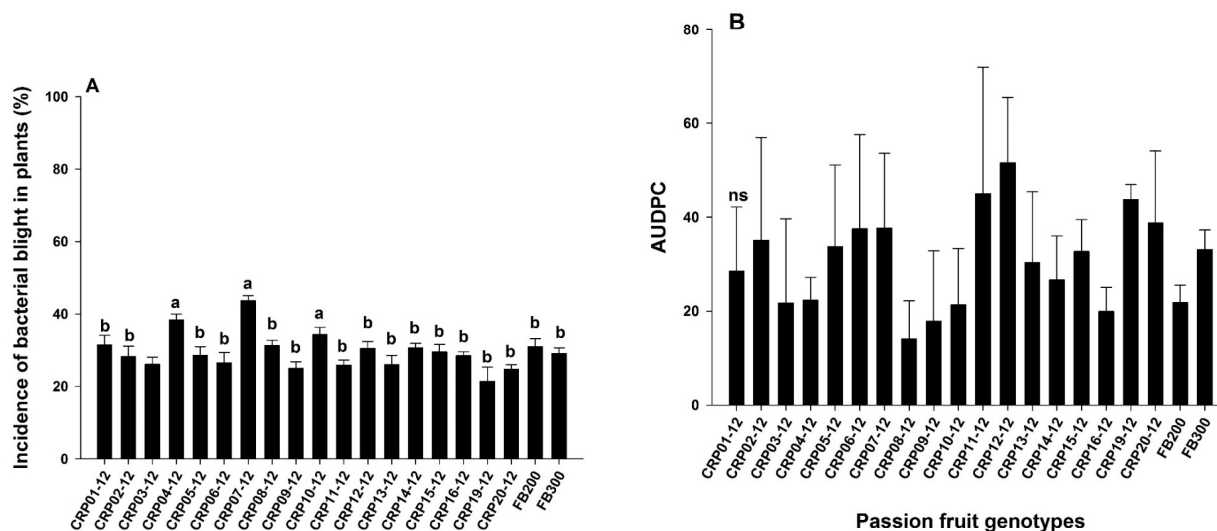 A
Incidence of bacterial blight in plants (%)
100
80
60
40
20
0
b b a b b a b b a b b b b b b b b b b
CRP01-12 CRP02-12 CRP03-12 CRP04-12 CRP05-12 CRP06-12 CRP07-12 CRP08-12 CRP09-12 CRP10-12 CRP11-12 CRP12-12 CRP13-12 CRP14-12 CRP15-12 CRP16-12 CRP19-12 CRP20-12 FB200 FB300
B
AUDPC
80
60
40
20
0
ns
CRP01-12 CRP02-12 CRP03-12 CRP04-12 CRP05-12 CRP06-12 CRP07-12 CRP08-12 CRP09-12 CRP10-12 CRP11-12 CRP12-12 CRP13-12 CRP14-12 CRP15-12 CRP16-12 CRP19-12 CRP20-12 FB200 FB300
Passion fruit genotypes